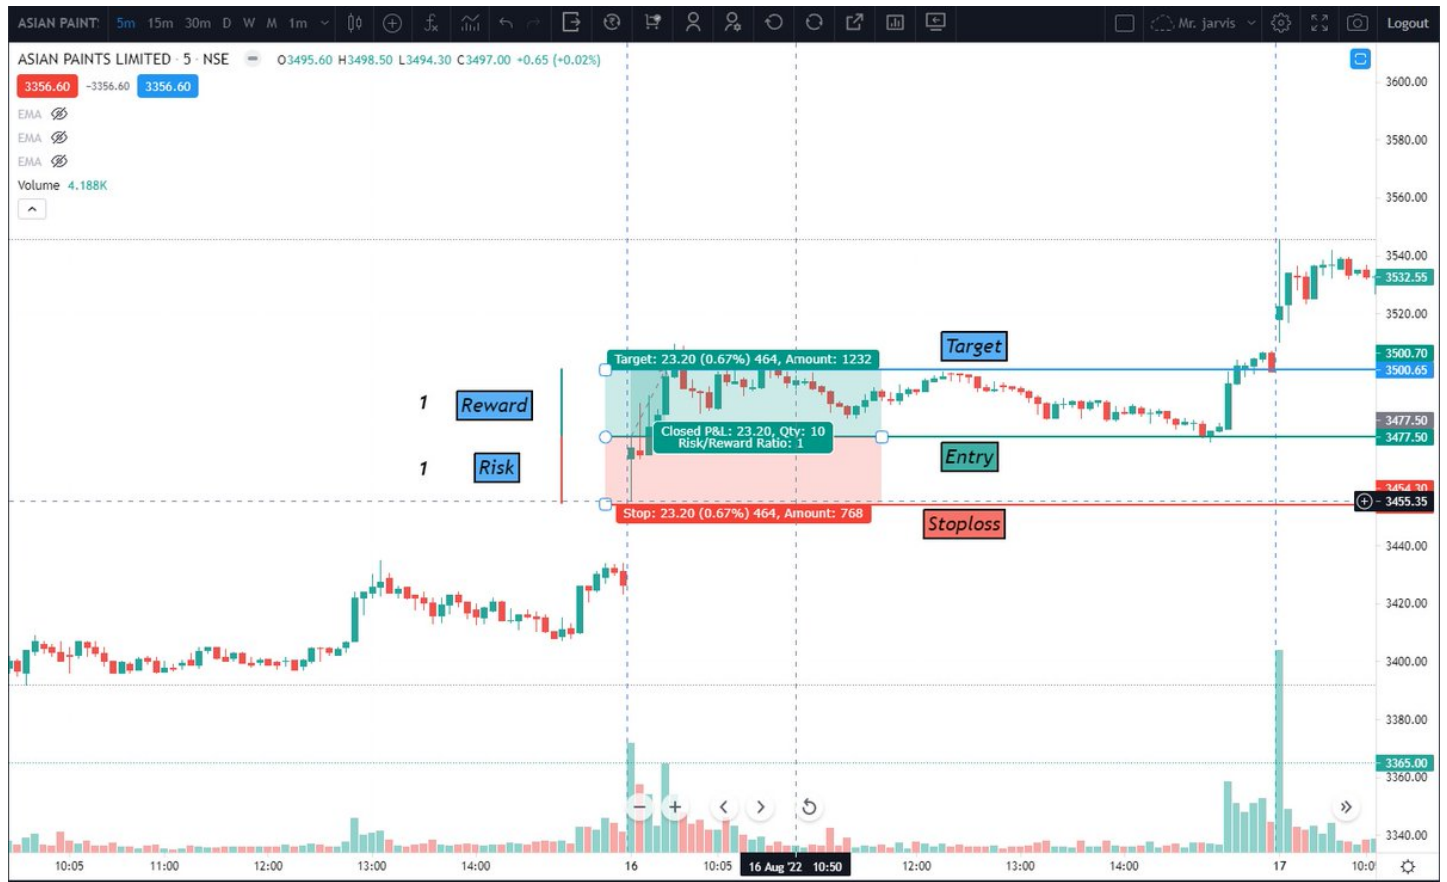 ASIAN PAINT: 5m 15m 30m D W M 1m Mr. jarvis Logout
ASIAN PAINTS LIMITED · 5 · NSE O3495.60 H3498.50 L3494.30 C3497.00 +0.65 (+0.02%)
3356.60 -3356.60 3356.60
EMA
EMA
EMA
Volume 4.188K
3600.00
3580.00
3560.00
3540.00
3532.55
3520.00
3500.70
3500.65
3477.50
3477.50
3454.30
3455.35
3440.00
3420.00
3400.00
3380.00
3365.00
3360.00
3340.00
Target: 23.20 (0.67%) 464, Amount: 1232
Target
1 Reward
Closed P&L: 23.20, Qty: 10
Risk/Reward Ratio: 1
Entry
1 Risk
Stop: 23.20 (0.67%) 464, Amount: 768
Stoploss
10:05 11:00 12:00 13:00 14:00 16 10:05 16 Aug '22 10:50 12:00 13:00 14:00 17